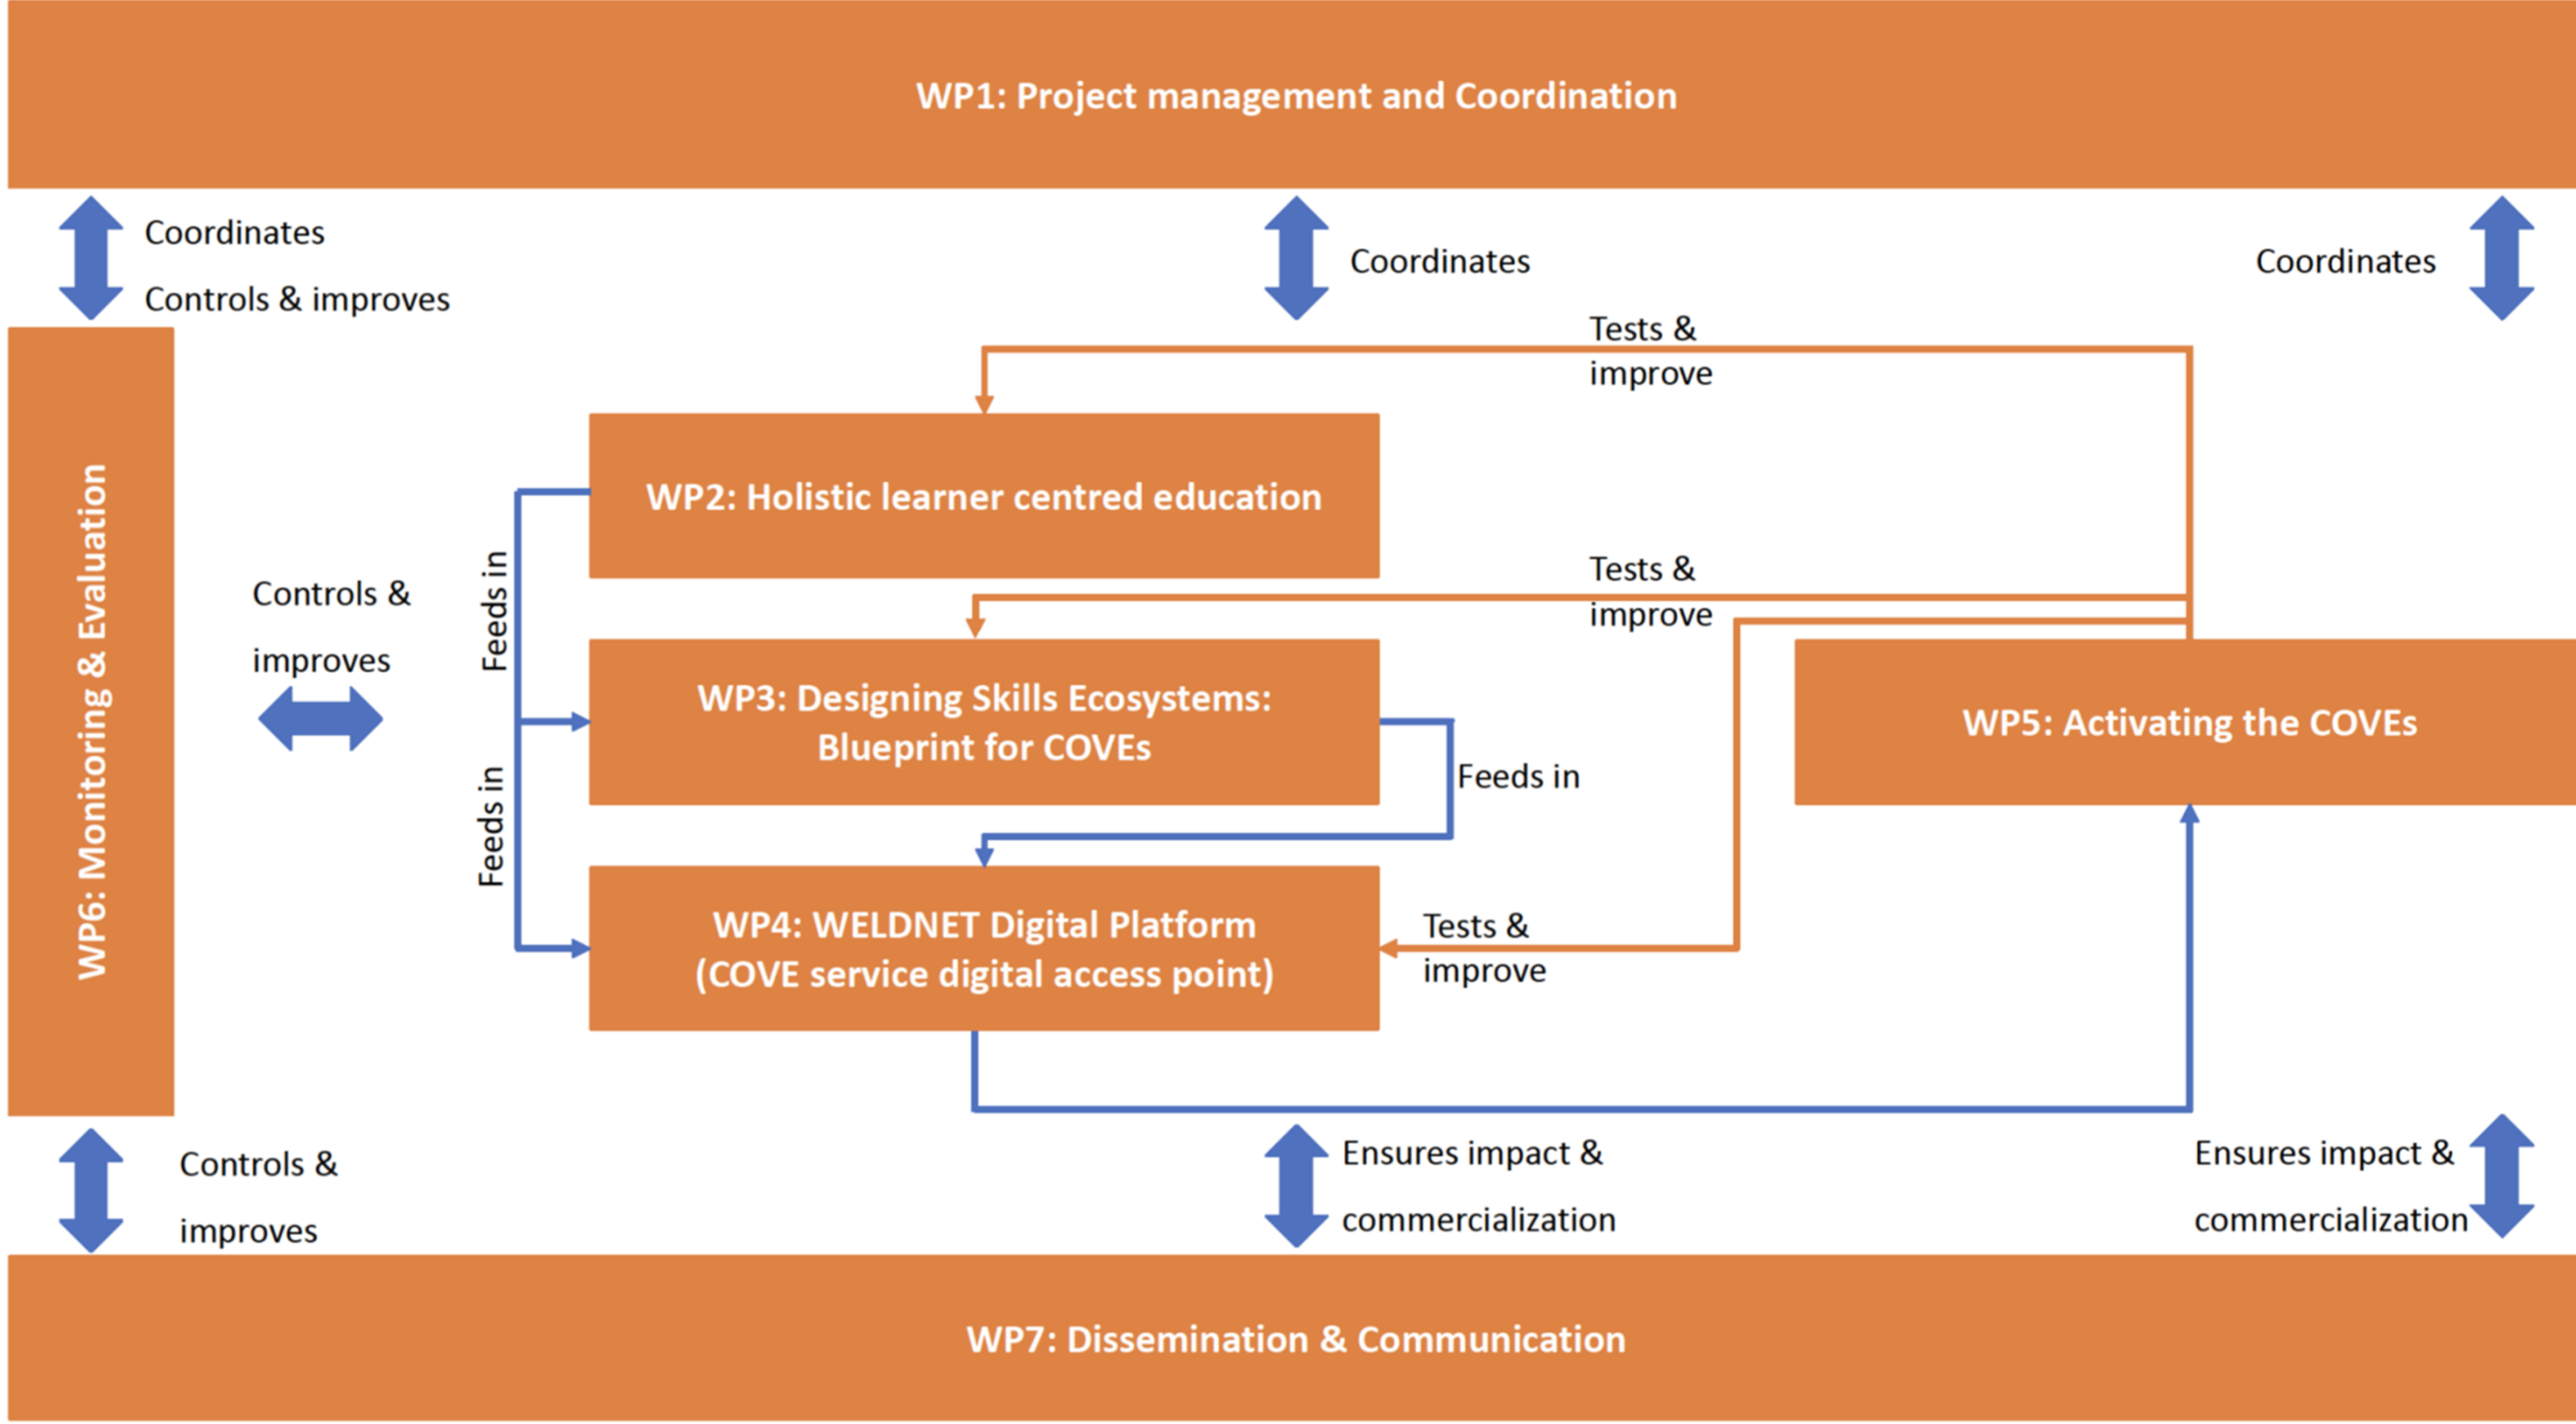 WP1: Project management and Coordination
Coordinates
Controls & improves
Coordinates
Coordinates
Tests &
improve
WP2: Holistic learner centred education
Feeds in
Tests &
improve
Controls &
improves
WP6: Monitoring & Evaluation
WP3: Designing Skills Ecosystems:
Blueprint for COVEs
WP5: Activating the COVEs
Feeds in
Feeds in
WP4: WELDNET Digital Platform
(COVE service digital access point)
Tests &
improve
Controls &
improves
Ensures impact &
commercialization
Ensures impact &
commercialization
WP7: Dissemination & Communication